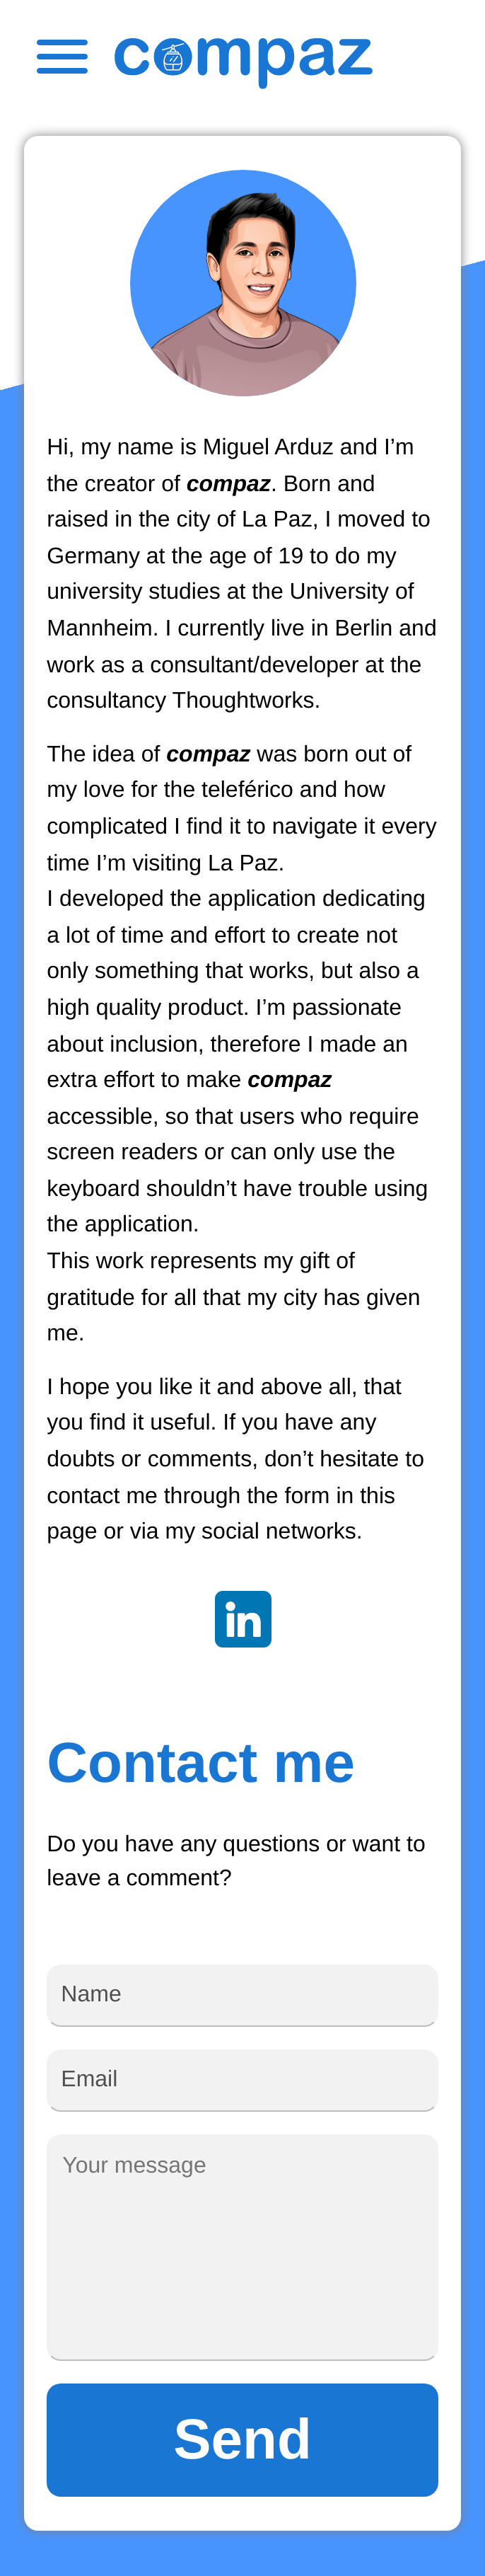 compaz
Hi, my name is Miguel Arduz and I’m
the creator of compaz. Born and
raised in the city of La Paz, I moved to
Germany at the age of 19 to do my
university studies at the University of
Mannheim. I currently live in Berlin and
work as a consultant/developer at the
consultancy Thoughtworks.
The idea of compaz was born out of
my love for the teleférico and how
complicated I find it to navigate it every
time I’m visiting La Paz.
I developed the application dedicating
a lot of time and effort to create not
only something that works, but also a
high quality product. I’m passionate
about inclusion, therefore I made an
extra effort to make compaz
accessible, so that users who require
screen readers or can only use the
keyboard shouldn’t have trouble using
the application.
This work represents my gift of
gratitude for all that my city has given
me.
I hope you like it and above all, that
you find it useful. If you have any
doubts or comments, don’t hesitate to
contact me through the form in this
page or via my social networks.
in
Contact me
Do you have any questions or want to
leave a comment?
Name
Email
Your message
Send